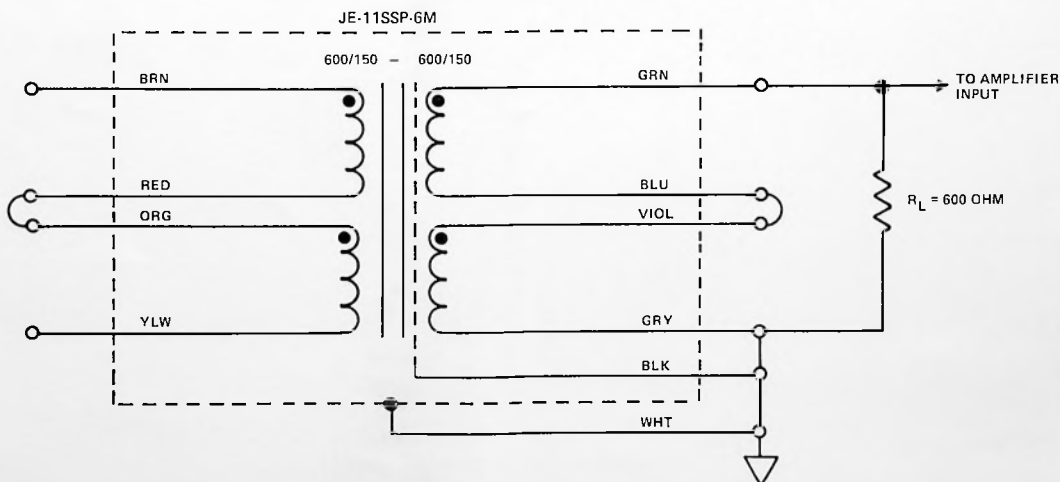 JE-11SSP-6M
600/150 – 600/150
BRN
GRN
TO AMPLIFIER
INPUT
RED
BLU
ORG
VIOL
R_L = 600 OHM
YLW
GRY
BLK
WHT